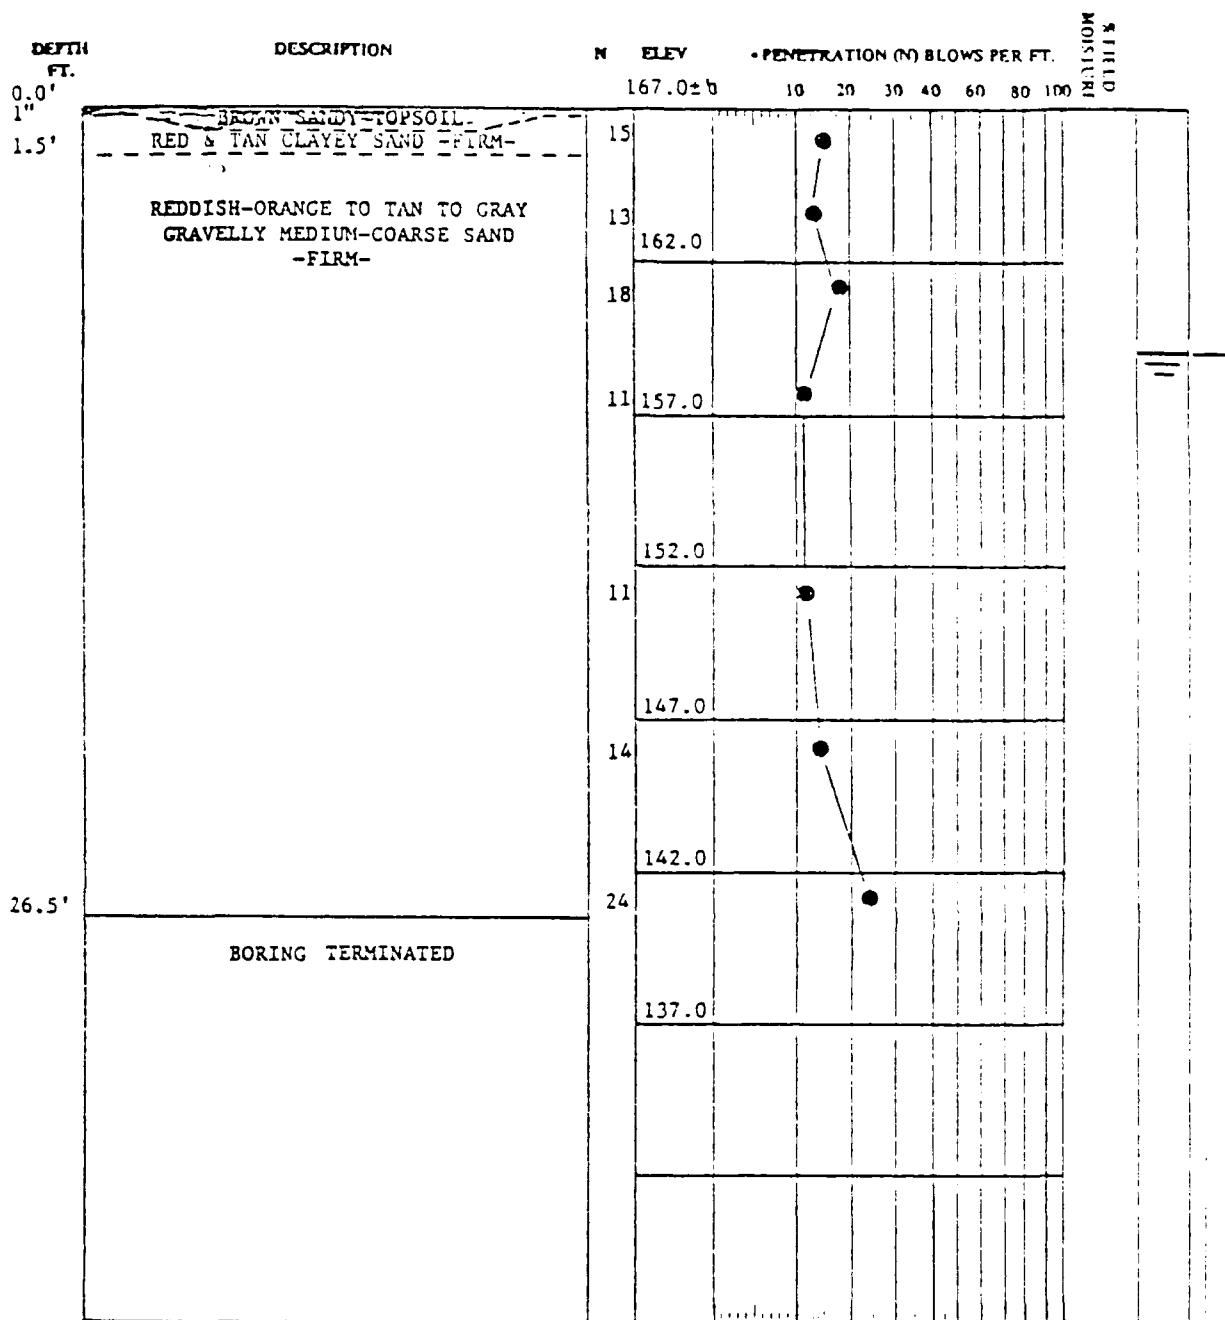 DEPTH FT. DESCRIPTION N ELEV • PENETRATION (N) BLOWS PER FT. % FIELD MOISTURE
0.0' 167.0± 10 20 30 40 60 80 100
1" BROWN SANDY TOPSOIL
15
1.5' RED & TAN CLAYEY SAND -FIRM-
REDDISH-ORANGE TO TAN TO GRAY
13
GRAVELLY MEDIUM-COARSE SAND
162.0
-FIRM-
18
11 157.0
152.0
11
147.0
14
142.0
26.5' 24
BORING TERMINATED
137.0